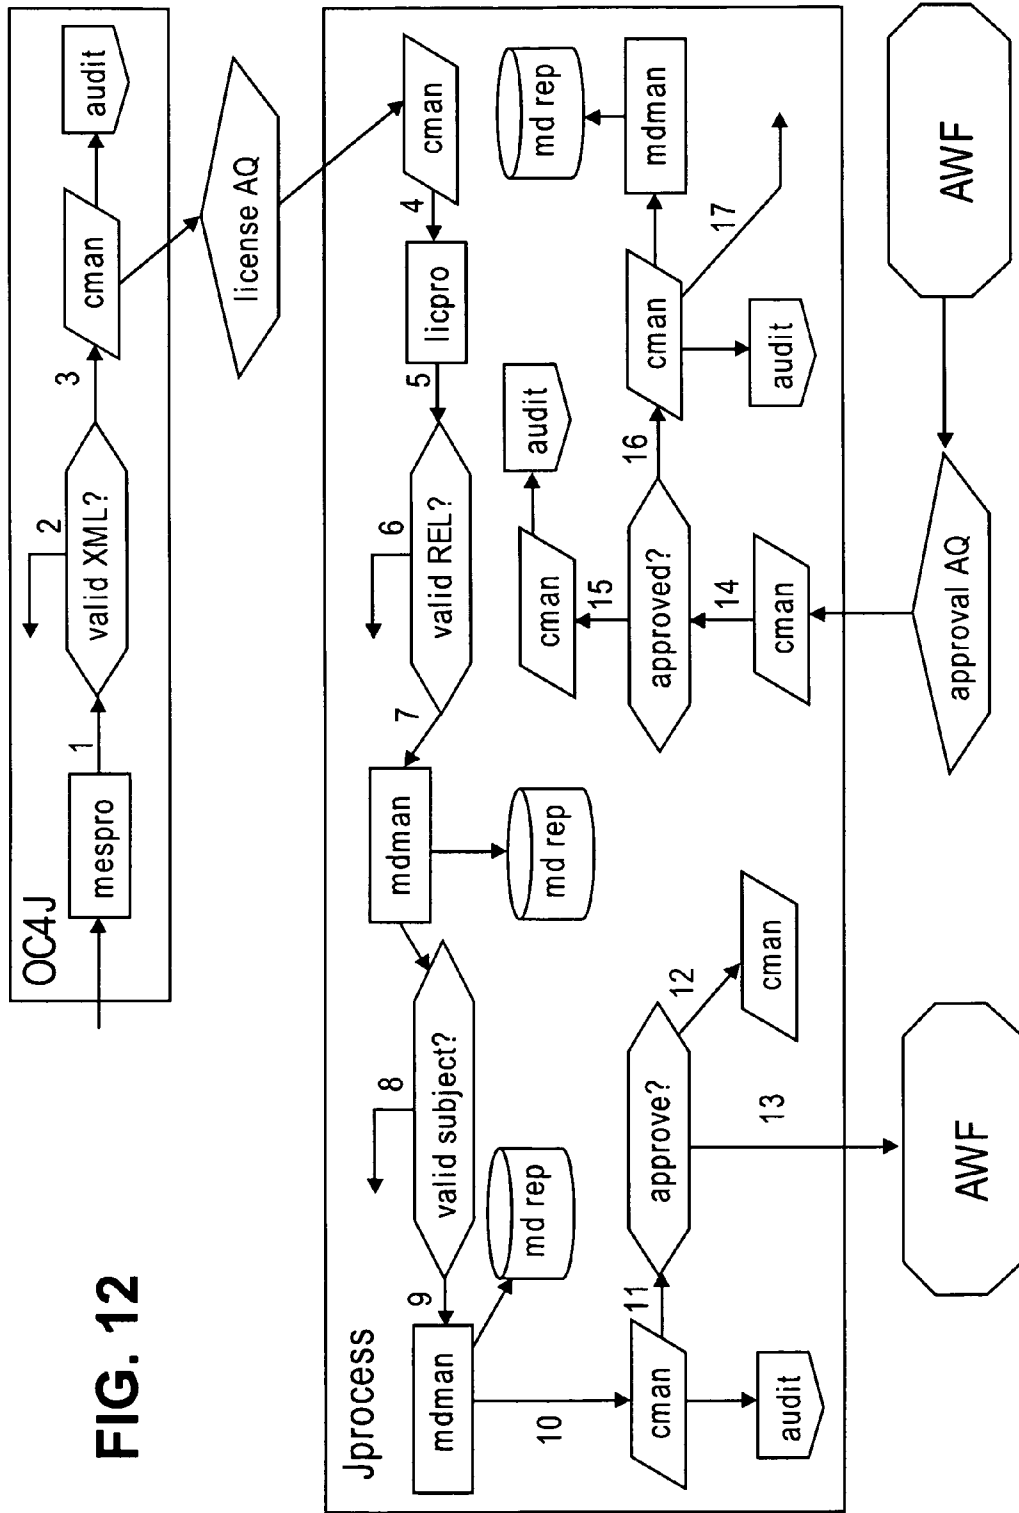 FIG. 12
OC4J
mespro
1
valid XML?
2
3
cman
audit
license AQ
Jprocess
cman
4
licpro
5
valid REL?
6
7
mdman
md rep
valid subject?
8
9
mdman
md rep
10
cman
audit
11
approve?
12
cman
13
AWF
AWF
approval AQ
cman
14
approved?
15
cman
audit
16
cman
audit
17
mdman
md rep